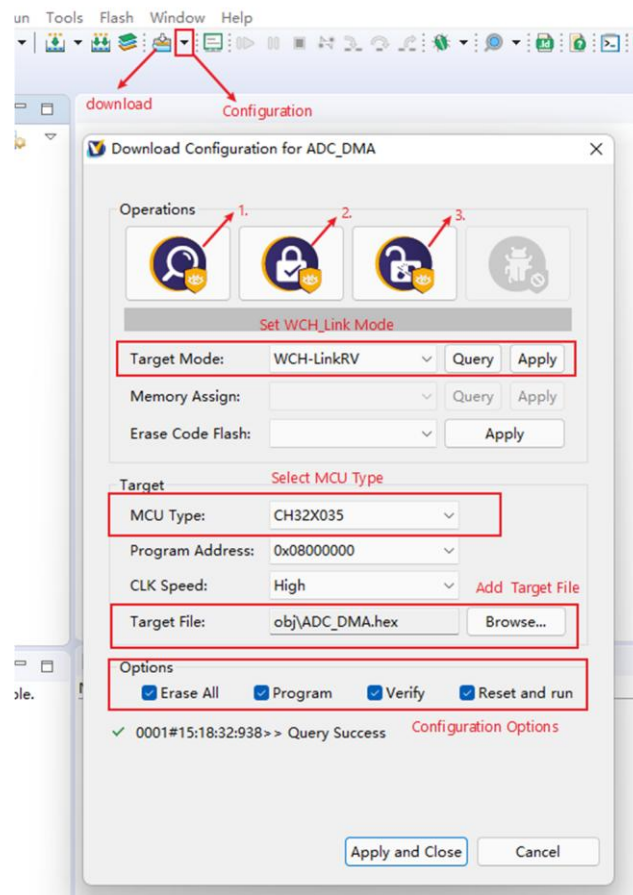 un Tools Flash Window Help
download
Configuration
Download Configuration for ADC_DMA
Operations
1.
2.
3.
Set WCH_Link Mode
Target Mode: WCH-LinkRV Query Apply
Memory Assign: Query Apply
Erase Code Flash: Apply
Target
Select MCU Type
MCU Type: CH32X035
Program Address: 0x08000000
CLK Speed: High
Add Target File
Target File: obj\ADC_DMA.hex Browse...
Options
ple.
Erase All Program Verify Reset and run
0001#15:18:32:938>> Query Success
Configuration Options
Apply and Close Cancel